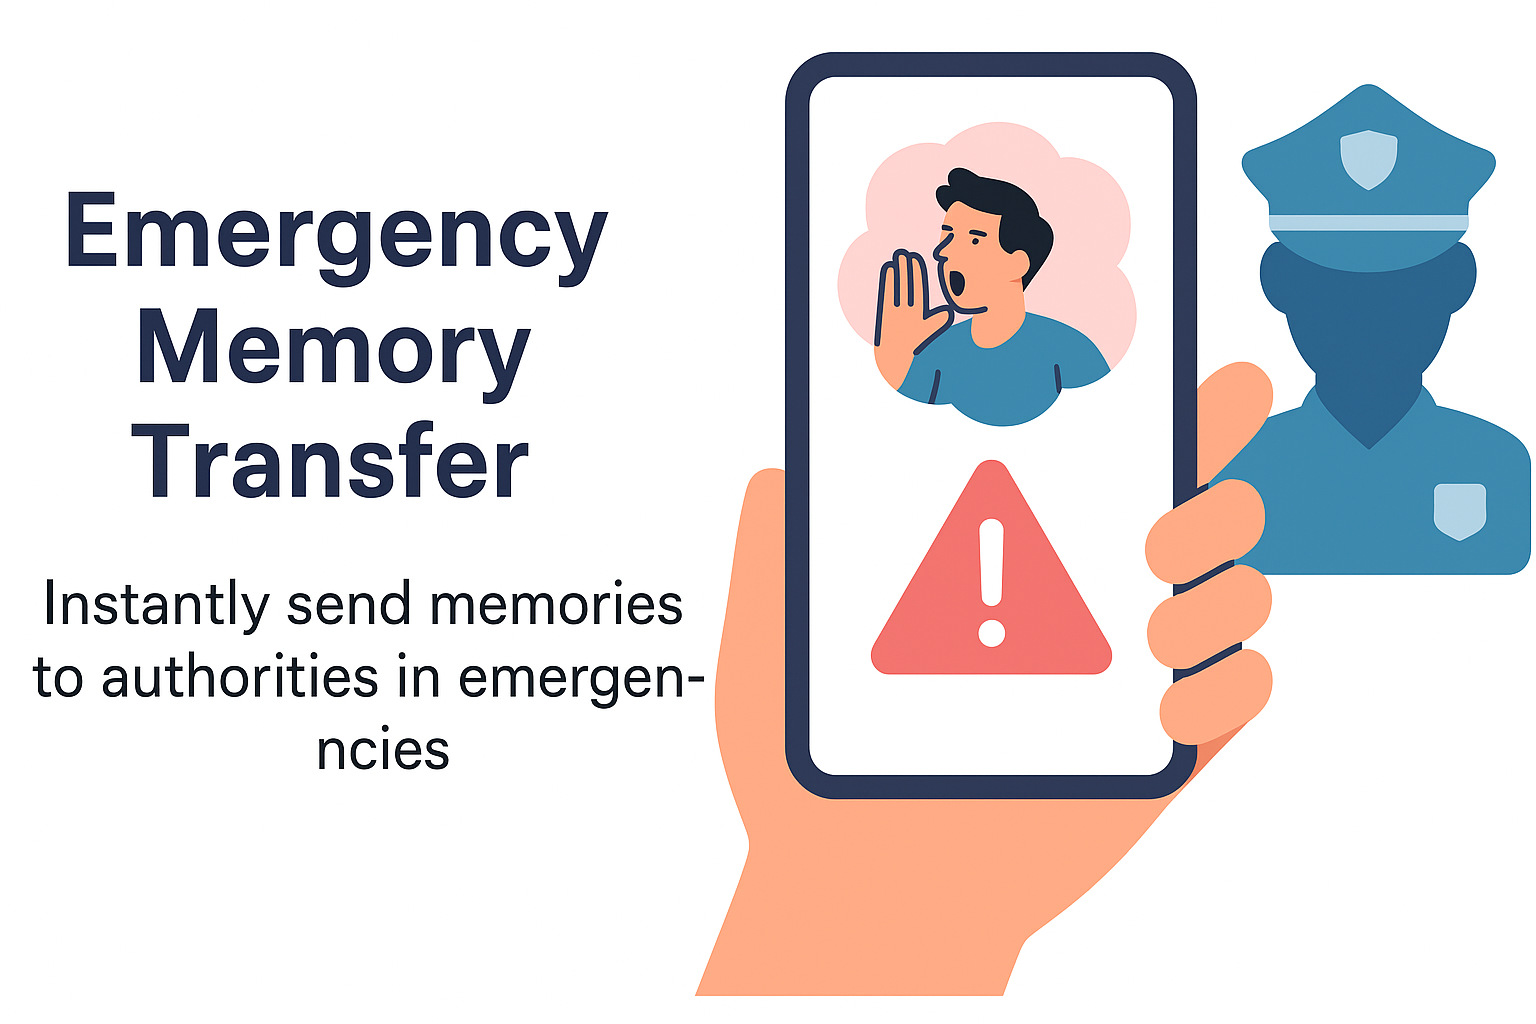 Emergency
Memory
Transfer
Instantly send memories
to authorities in emergen-
ncies